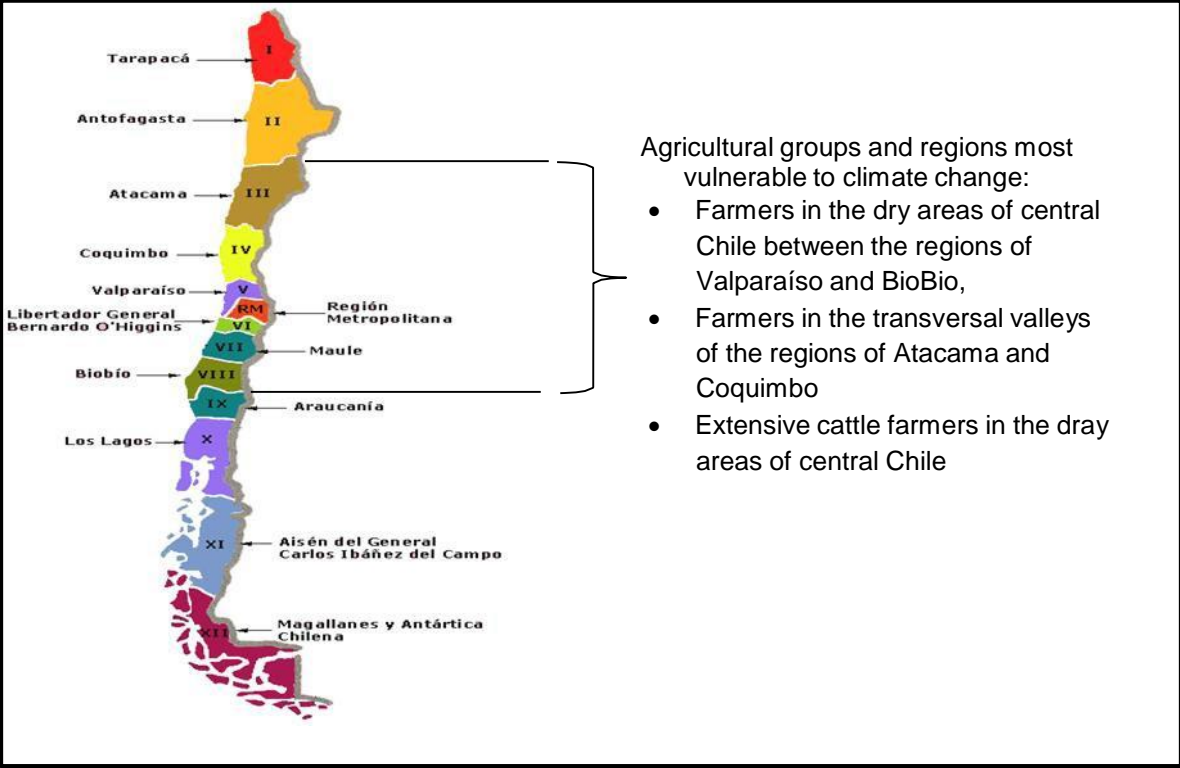 Tarapacá
I
Antofagasta
II
Atacama
III
Coquimbo
IV
Valparaíso
V
Libertador General
Bernardo O'Higgins
RM
VI
Región
Metropolitana
VII
Maule
Biobío
VIII
IX
Araucanía
Los Lagos
X
XI
Aisén del General
Carlos Ibáñez del Campo
XII
Magallanes y Antártica
Chilena
Agricultural groups and regions most
vulnerable to climate change:
• Farmers in the dry areas of central
Chile between the regions of
Valparaíso and BioBio,
• Farmers in the transversal valleys
of the regions of Atacama and
Coquimbo
• Extensive cattle farmers in the dray
areas of central Chile